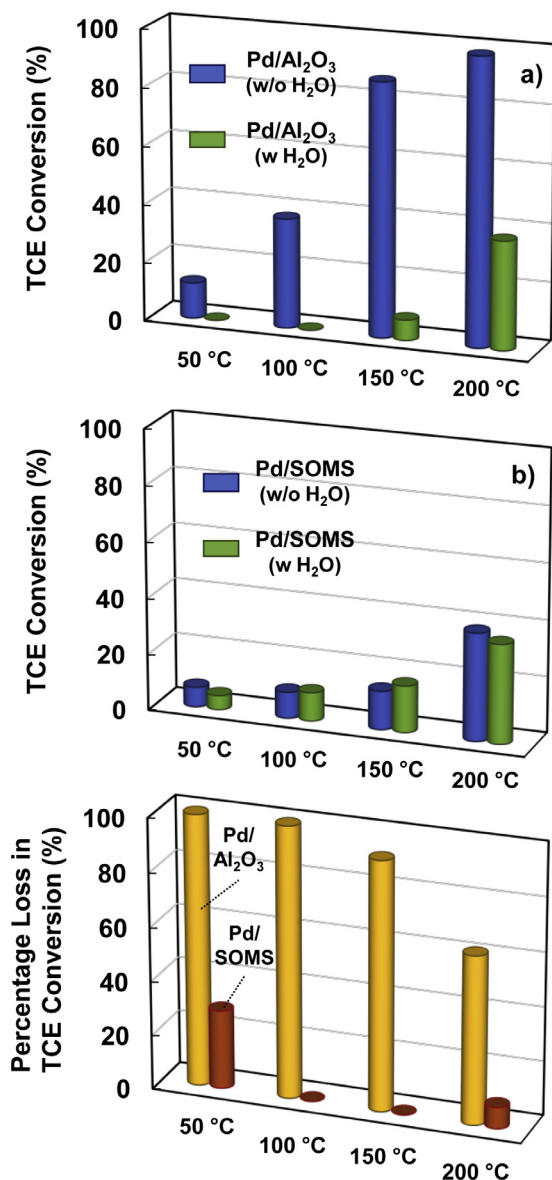 100
80
60
40
20
0
TCE Conversion (%)
Pd/Al₂O₃
(w/o H₂O)
Pd/Al₂O₃
(w H₂O)
a)
50 °C
100 °C
150 °C
200 °C
100
80
60
40
20
0
TCE Conversion (%)
Pd/SOMS
(w/o H₂O)
Pd/SOMS
(w H₂O)
b)
50 °C
100 °C
150 °C
200 °C
100
80
60
40
20
0
Percentage Loss in
TCE Conversion (%)
Pd/
Al₂O₃
Pd/
SOMS
50 °C
100 °C
150 °C
200 °C